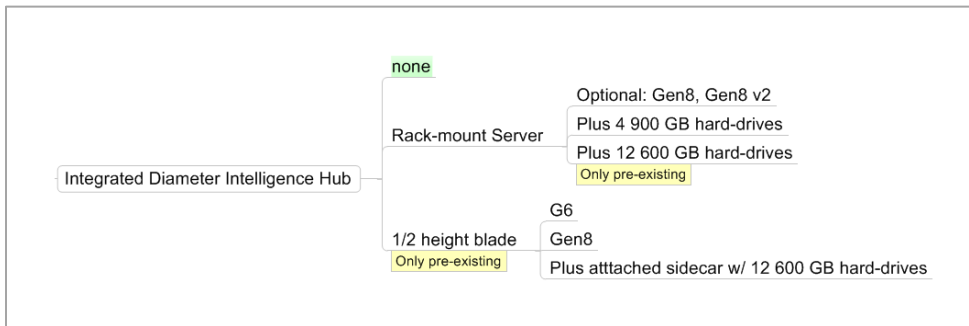 none
Optional: Gen8, Gen8 v2
Rack-mount Server
Plus 4 900 GB hard-drives
Plus 12 600 GB hard-drives
Only pre-existing
Integrated Diameter Intelligence Hub
G6
1/2 height blade
Gen8
Only pre-existing
Plus atttached sidecar w/ 12 600 GB hard-drives